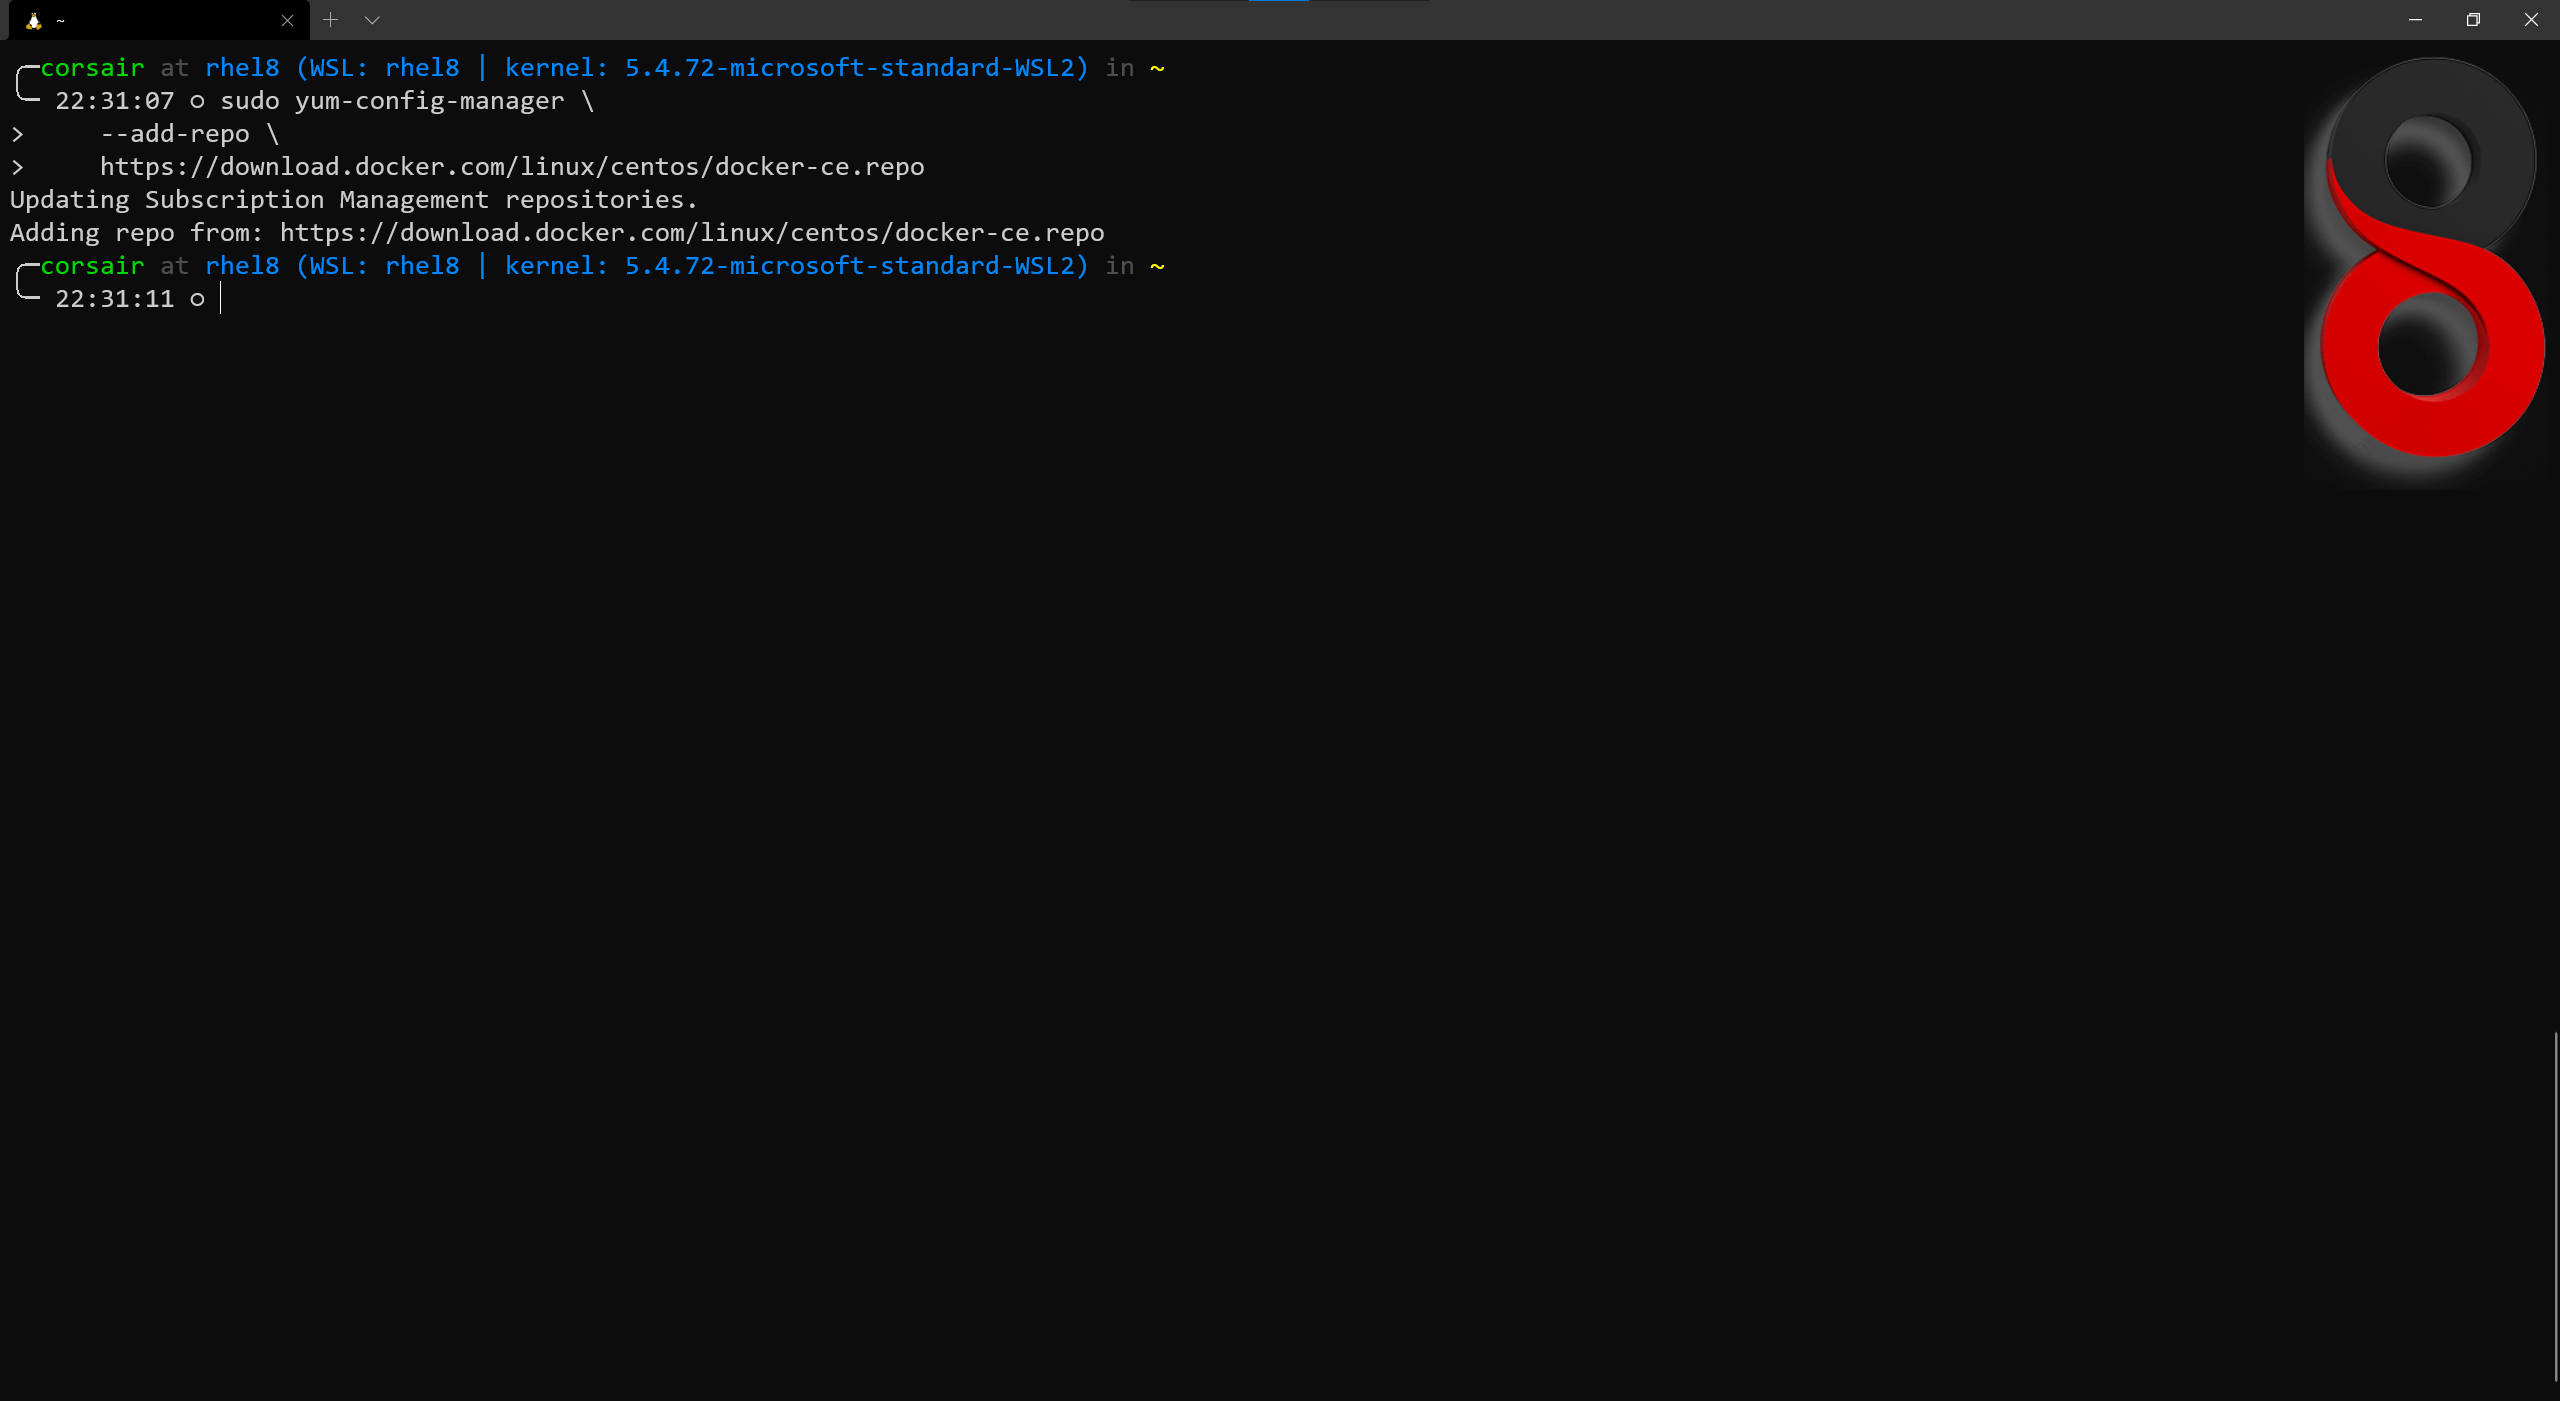 ~
corsair at rhel8 (WSL: rhel8 | kernel: 5.4.72-microsoft-standard-WSL2) in ~
22:31:07 ○ sudo yum-config-manager \
>     --add-repo \
>     https://download.docker.com/linux/centos/docker-ce.repo
Updating Subscription Management repositories.
Adding repo from: https://download.docker.com/linux/centos/docker-ce.repo
corsair at rhel8 (WSL: rhel8 | kernel: 5.4.72-microsoft-standard-WSL2) in ~
22:31:11 ○
8